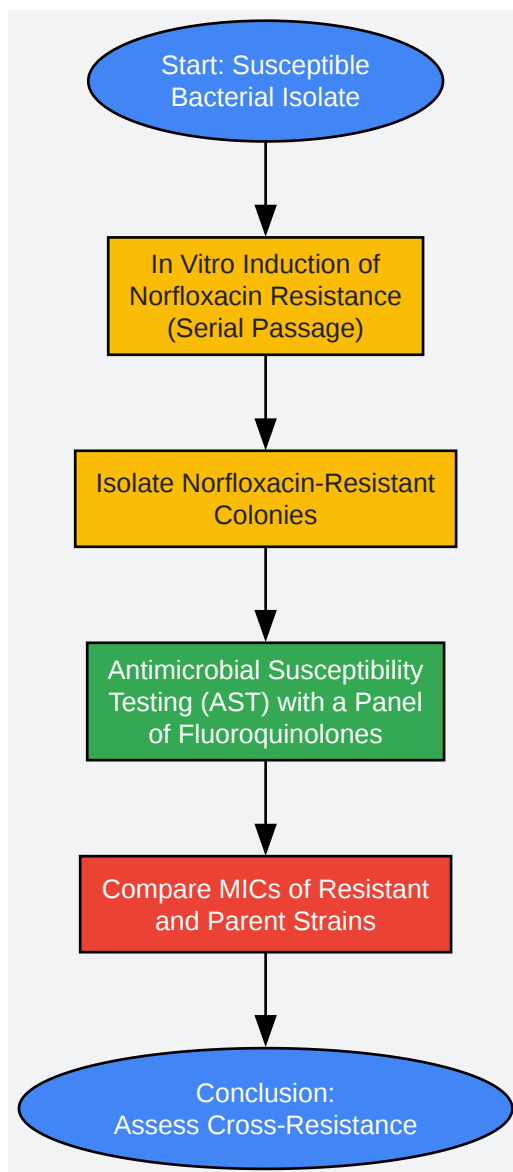 Start: Susceptible
Bacterial Isolate
In Vitro Induction of
Norfloxacin Resistance
(Serial Passage)
Isolate Norfloxacin-Resistant
Colonies
Antimicrobial Susceptibility
Testing (AST) with a Panel
of Fluoroquinolones
Compare MICs of Resistant
and Parent Strains
Conclusion:
Assess Cross-Resistance